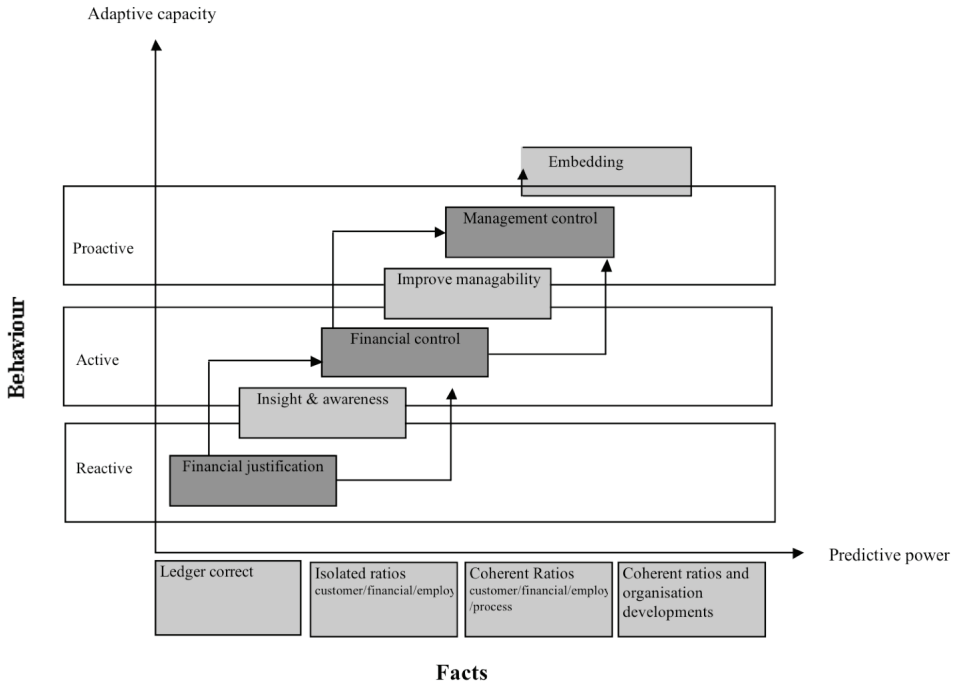 Adaptive capacity
Embedding
Management control
Proactive
Improve managability
Behaviour
Financial control
Active
Insight & awareness
Financial justification
Reactive
Predictive power
Ledger correct
Isolated ratios
customer/financial/employ
Coherent Ratios
customer/financial/employ
/process
Coherent ratios and
organisation
developments
Facts